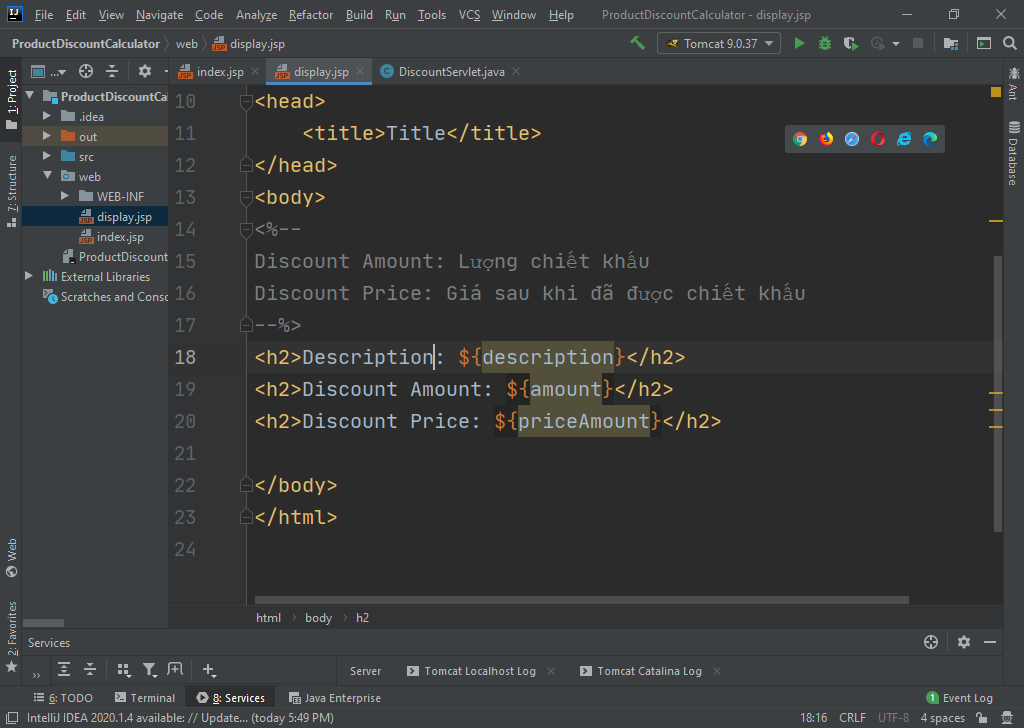 File Edit View Navigate Code Analyze Refactor Build Run Tools VCS Window Help ProductDiscountCalculator - display.jsp
ProductDiscountCalculator web display.jsp Tomcat 9.0.37
1: Project
7: Structure
Web
2: Favorites
Ant
Database
...
index.jsp display.jsp DiscountServlet.java
ProductDiscountCa
.idea
out
src
web
WEB-INF
display.jsp
index.jsp
ProductDiscount
External Libraries
Scratches and Consc
10 <head>
11 <title>Title</title>
12 </head>
13 <body>
14 <%--
15 Discount Amount: Lượng chiết khấu
16 Discount Price: Giá sau khi đã được chiết khấu
17 --%>
18 <h2>Description: ${description}</h2>
19 <h2>Discount Amount: ${amount}</h2>
20 <h2>Discount Price: ${priceAmount}</h2>
21
22 </body>
23 </html>
24
html body h2
Services
Server Tomcat Localhost Log Tomcat Catalina Log
6: TODO Terminal 8: Services Java Enterprise 1 Event Log
IntelliJ IDEA 2020.1.4 available: // Update... (today 5:49 PM) 18:16 CRLF UTF-8 4 spaces